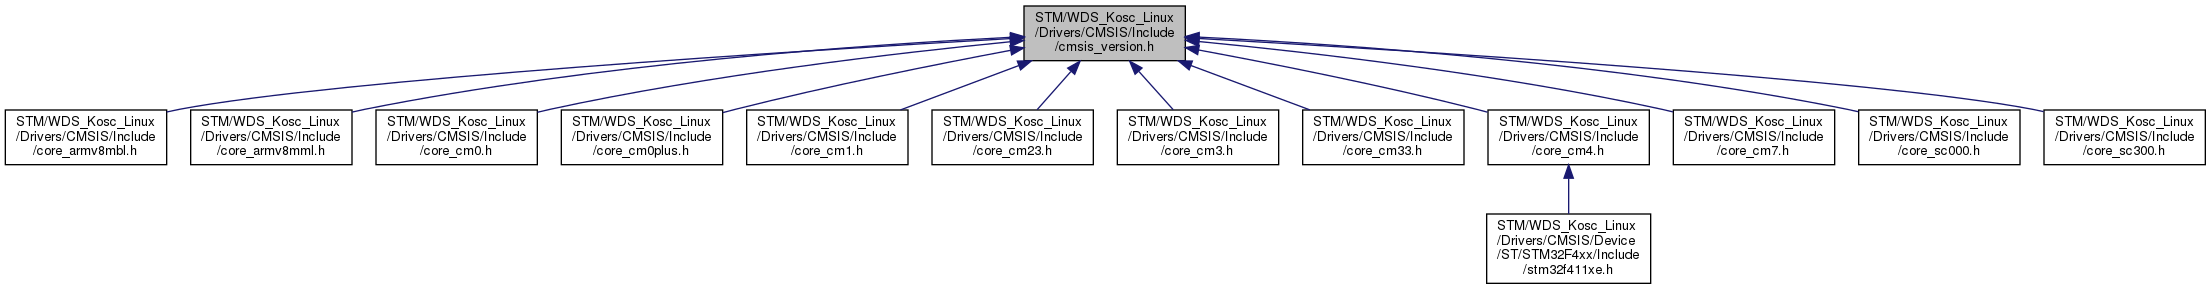 STM/WDS_Kosc_Linux
/Drivers/CMSIS/Include
/cmsis_version.h
STM/WDS_Kosc_Linux
/Drivers/CMSIS/Include
/core_armv8mbl.h
STM/WDS_Kosc_Linux
/Drivers/CMSIS/Include
/core_armv8mml.h
STM/WDS_Kosc_Linux
/Drivers/CMSIS/Include
/core_cm0.h
STM/WDS_Kosc_Linux
/Drivers/CMSIS/Include
/core_cm0plus.h
STM/WDS_Kosc_Linux
/Drivers/CMSIS/Include
/core_cm1.h
STM/WDS_Kosc_Linux
/Drivers/CMSIS/Include
/core_cm23.h
STM/WDS_Kosc_Linux
/Drivers/CMSIS/Include
/core_cm3.h
STM/WDS_Kosc_Linux
/Drivers/CMSIS/Include
/core_cm33.h
STM/WDS_Kosc_Linux
/Drivers/CMSIS/Include
/core_cm4.h
STM/WDS_Kosc_Linux
/Drivers/CMSIS/Include
/core_cm7.h
STM/WDS_Kosc_Linux
/Drivers/CMSIS/Include
/core_sc000.h
STM/WDS_Kosc_Linux
/Drivers/CMSIS/Include
/core_sc300.h
STM/WDS_Kosc_Linux
/Drivers/CMSIS/Device
/ST/STM32F4xx/Include
/stm32f411xe.h